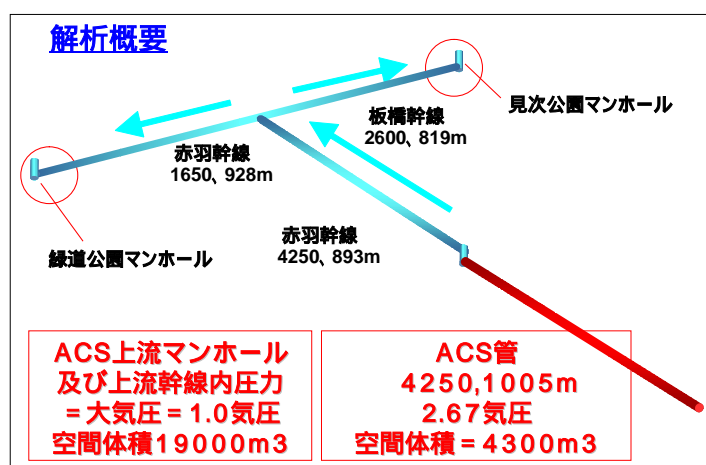 解析概要
見次公園マンホール
板橋幹線
2600、819m
赤羽幹線
1650、928m
緑道公園マンホール
赤羽幹線
4250、893m
ACS上流マンホール
及び上流幹線内圧力
=大気圧=1.0気圧
空間体積19000m3
ACS管
4250,1005m
2.67気圧
空間体積=4300m3